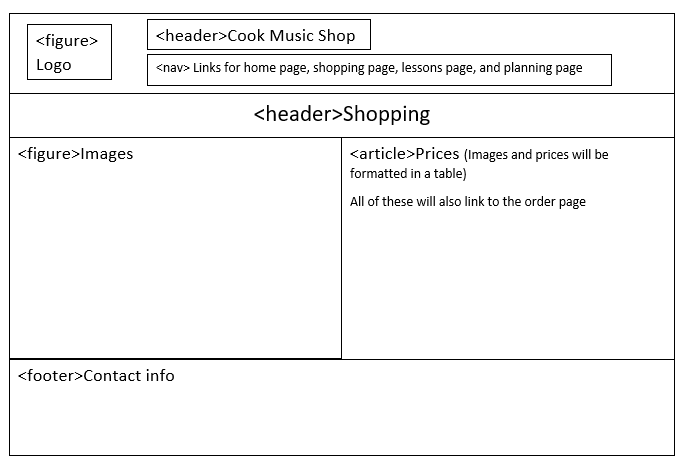 <figure>
Logo
<header>Cook Music Shop
<nav> Links for home page, shopping page, lessons page, and planning page
<header>Shopping
<figure>Images
<article>Prices (Images and prices will be
formatted in a table)
All of these will also link to the order page
<footer>Contact info